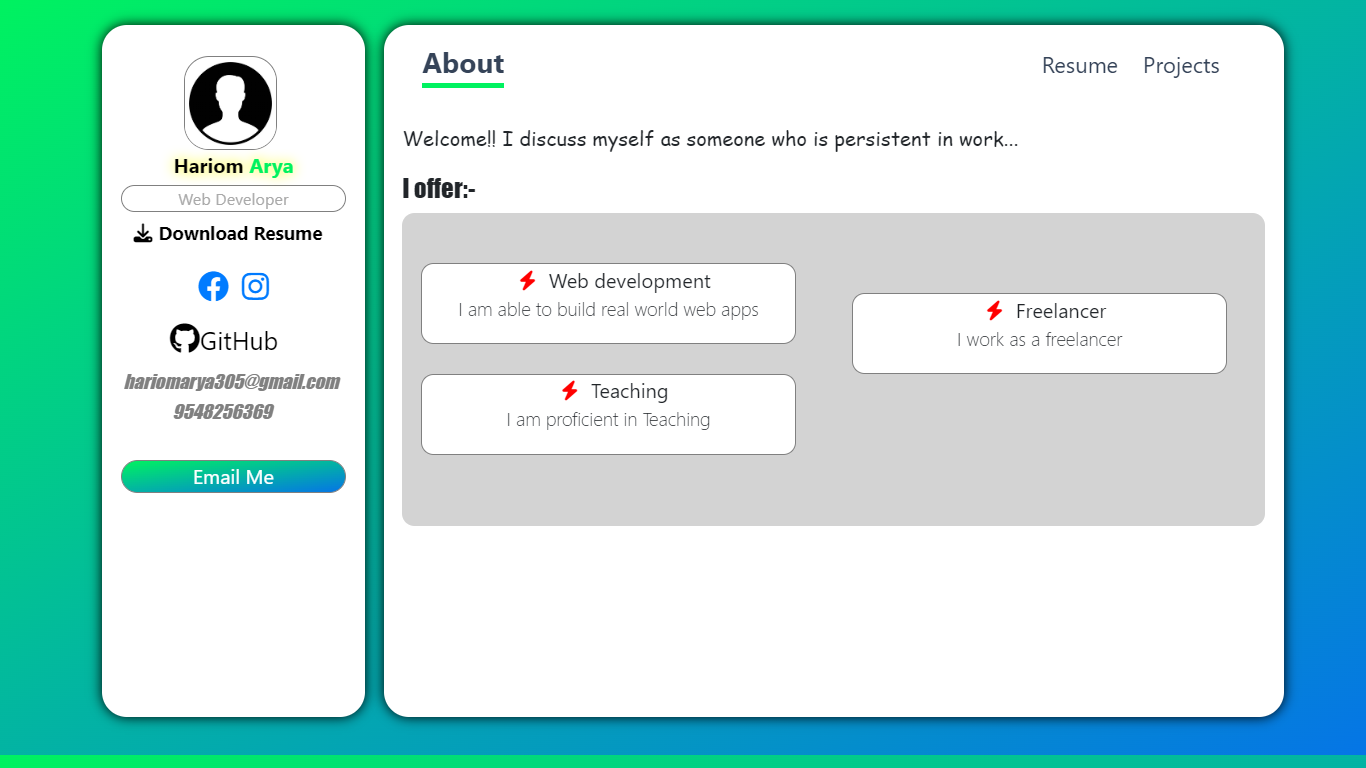 Hariom Arya
Web Developer
Download Resume
GitHub
hariomarya305@gmail.com
9548256369
Email Me
About
Resume
Projects
Welcome!! I discuss myself as someone who is persistent in work...
I offer:-
Web development
I am able to build real world web apps
Freelancer
I work as a freelancer
Teaching
I am proficient in Teaching